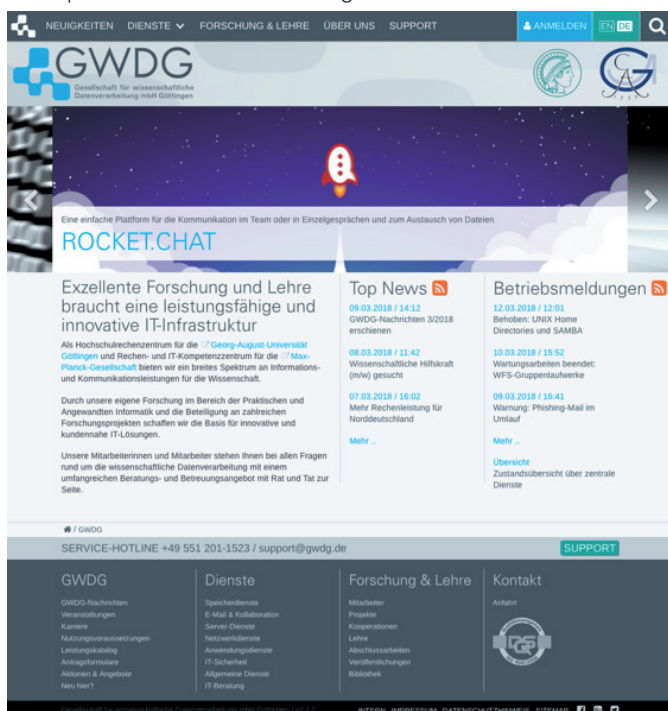 NEUIGKEITEN DIENSTE FORSCHUNG & LEHRE ÜBER UNS SUPPORT ANMELDEN EN DE
GWDG
Gesellschaft für wissenschaftliche
Datenverarbeitung mbH Göttingen
Eine einfache Plattform für die Kommunikation im Team oder in Einzelgesprächen und zum Austausch von Dateien
ROCKET.CHAT
Exzellente Forschung und Lehre
braucht eine leistungsfähige und
innovative IT-Infrastruktur
Als Hochschulrechenzentrum für die Georg-August-Universität
Göttingen und Rechen- und IT-Kompetenzzentrum für die Max-
Planck-Gesellschaft bieten wir ein breites Spektrum an Informations-
und Kommunikationsleistungen für die Wissenschaft.
Durch unsere eigene Forschung im Bereich der Praktischen und
Angewandten Informatik und die Beteiligung an zahlreichen
Forschungsprojekten schaffen wir die Basis für innovative und
kundennahe IT-Lösungen.
Unsere Mitarbeiterinnen und Mitarbeiter stehen Ihnen bei allen Fragen
rund um die wissenschaftliche Datenverarbeitung mit einem
umfangreichen Beratungs- und Betreuungsangebot mit Rat und Tat zur
Seite.
Top News
09.03.2018 / 14:12
GWDG-Nachrichten 3/2018
erschienen
08.03.2018 / 11:42
Wissenschaftliche Hilfskraft
(m/w) gesucht
07.03.2018 / 16:02
Mehr Rechenleistung für
Norddeutschland
Mehr ..
Betriebsmeldungen
12.03.2018 / 12:01
Behoben: UNIX Home
Directories und SAMBA
10.03.2018 / 15:52
Wartungsarbeiten beendet:
WFS-Gruppenlaufwerke
09.03.2018 / 16:41
Warnung: Phishing-Mail im
Umlauf
Mehr ..
Übersicht
Zustandsübersicht über zentrale
Dienste
/ GWDG
SERVICE-HOTLINE +49 551 201-1523 / support@gwdg.de SUPPORT
GWDG
GWDG-Nachrichten
Veranstaltungen
Karriere
Nutzungsvoraussetzungen
Leistungskatalog
Antragsformulare
Aktionen & Angebote
Neu hier?
Dienste
Speicherdienste
E-Mail & Kollaboration
Server-Dienste
Netzwerkdienste
Anwendungsdienste
IT-Sicherheit
Allgemeine Dienste
IT-Beratung
Forschung & Lehre
Mitarbeiter
Projekte
Kooperationen
Lehre
Abschlussarbeiten
Veröffentlichungen
Bibliothek
Kontakt
Anfahrt
DQS
Gesellschaft für wissenschaftliche Datenverarbeitung mbH Göttingen
INTERN IMPRESSUM DATENSCHUTZHINWEIS SITEMAP